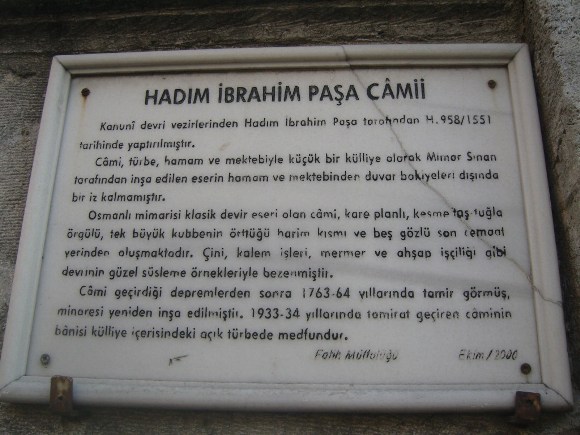 HADIM İBRAHİM PAŞA CÂMİİ
Kanunî devri vezirlerinden Hadım İbrahim Paşa tarafından H.958/1551
tarihinde yaptırılmıştır.
Câmi, türbe, hamam ve mektebiyle küçük bir külliye olarak Mimar Sinan
tarafından inşa edilen eserin hamam ve mektebinden duvar bakiyeleri dışında
bir iz kalmamıştır.
Osmanlı mimarisi klasik devir eseri olan câmi, kare planlı, kesme taş-tuğla
örgülü, tek büyük kubbenin örttüğü harim kısmı ve beş gözlü son cemaat
yerinden oluşmaktadır. Çini, kalem işleri, mermer ve ahşap işçiliği gibi
devrinin güzel süsleme örnekleriyle bezenmiştir.
Câmi geçirdiği depremlerden sonra 1763-64 yıllarında tamir görmüş,
minaresi yeniden inşa edilmiştir. 1933-34 yıllarında tamirat geçiren câminin
bânisi külliye içerisindeki açık türbede medfundur.
Fatih Müftülüğü Ekim/2000